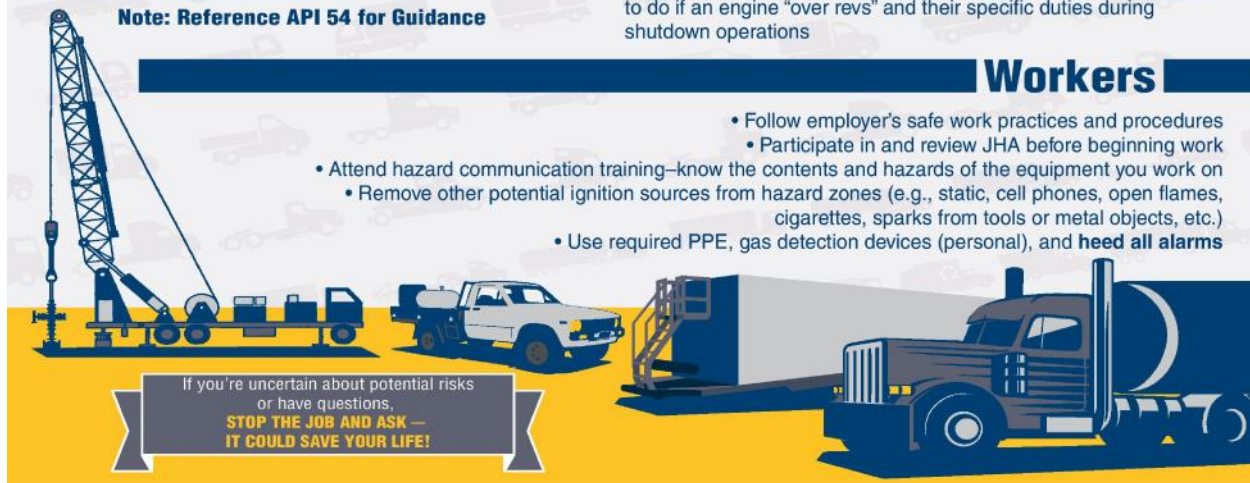 Note: Reference API 54 for Guidance
to do if an engine “over revs” and their specific duties during
shutdown operations
Workers
• Follow employer’s safe work practices and procedures
• Participate in and review JHA before beginning work
• Attend hazard communication training–know the contents and hazards of the equipment you work on
• Remove other potential ignition sources from hazard zones (e.g., static, cell phones, open flames,
cigarettes, sparks from tools or metal objects, etc.)
• Use required PPE, gas detection devices (personal), and heed all alarms
If you’re uncertain about potential risks
or have questions,
STOP THE JOB AND ASK —
IT COULD SAVE YOUR LIFE!